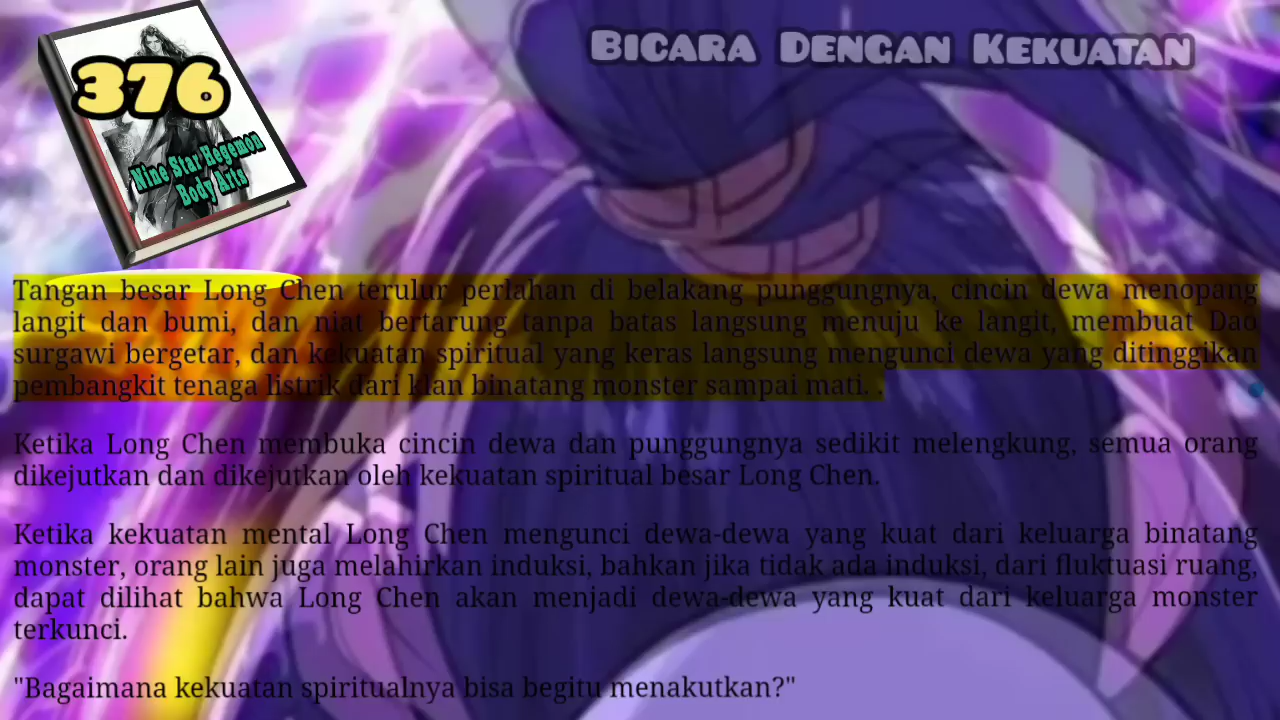 Bicara Dengan Kekuatan
376
Nine Star Hegemon
Body Arts
Tangan besar Long Chen terulur perlahan di belakang punggungnya, cincin dewa menopang
langit dan bumi, dan niat bertarung tanpa batas langsung menuju ke langit, membuat Dao
surgawi bergetar, dan kekuatan spiritual yang keras langsung mengunci dewa yang ditinggikan
pembangkit tenaga listrik dari klan binatang monster sampai mati. .
Ketika Long Chen membuka cincin dewa dan punggungnya sedikit melengkung, semua orang
dikejutkan dan dikejutkan oleh kekuatan spiritual besar Long Chen.
Ketika kekuatan mental Long Chen mengunci dewa-dewa yang kuat dari keluarga binatang
monster, orang lain juga melahirkan induksi, bahkan jika tidak ada induksi, dari fluktuasi ruang,
dapat dilihat bahwa Long Chen akan menjadi dewa-dewa yang kuat dari keluarga monster
terkunci.
"Bagaimana kekuatan spiritualnya bisa begitu menakutkan?"